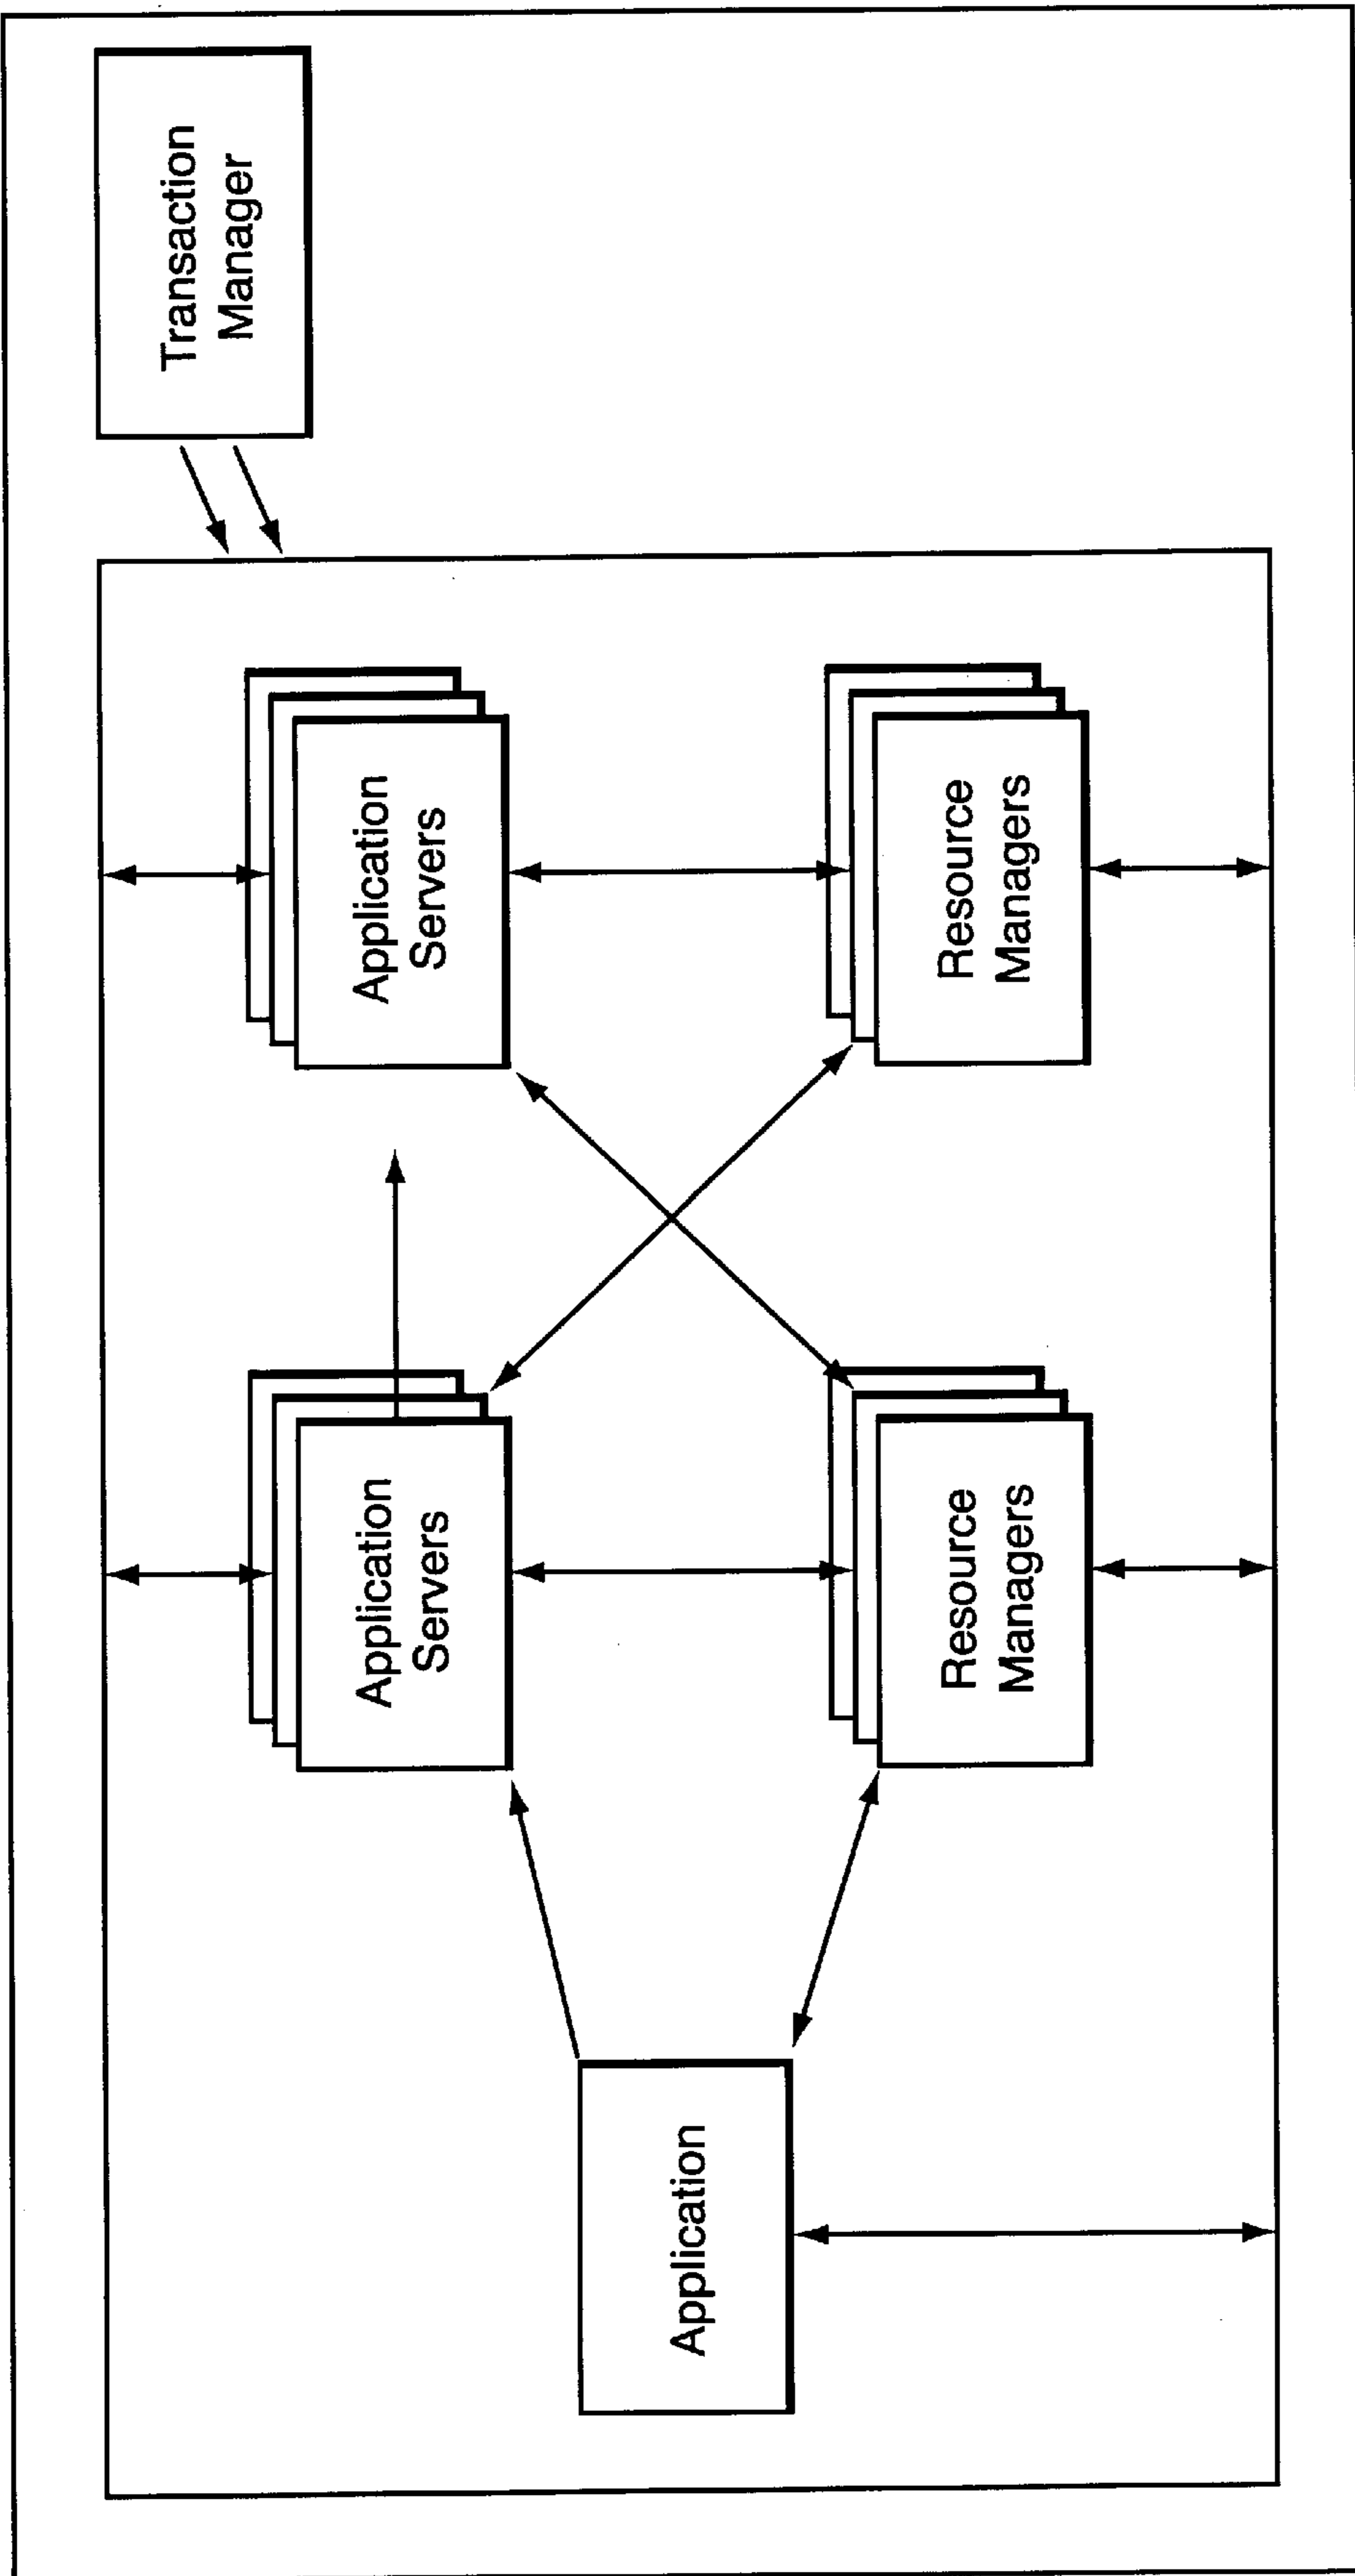 Transaction
Manager
Application
Servers
Application
Servers
Application
Resource
Managers
Resource
Managers